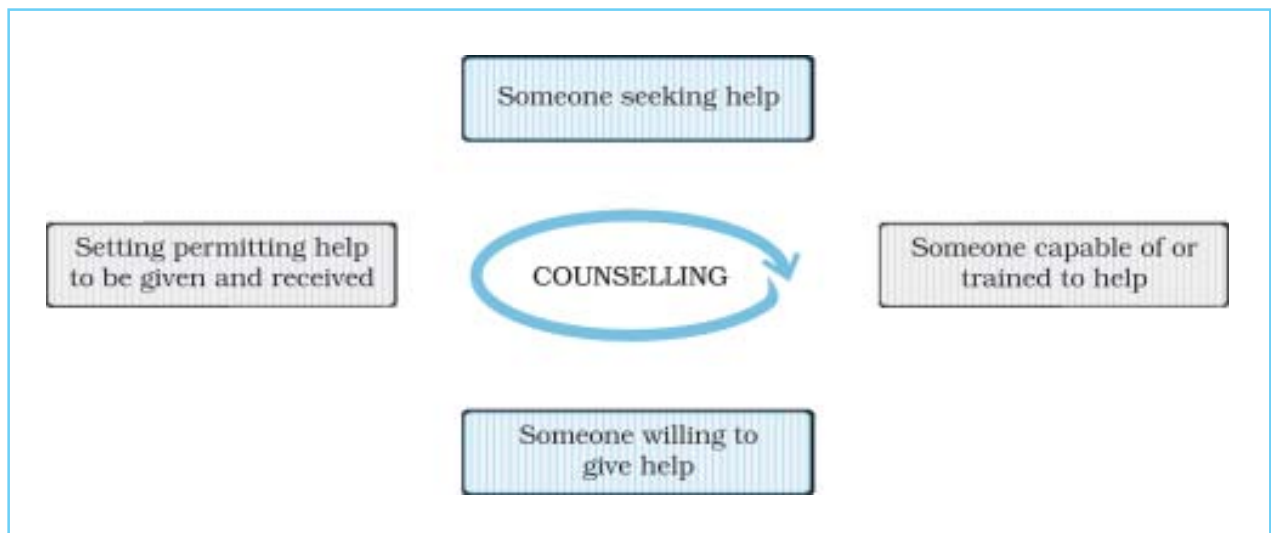 Someone seeking help
Setting permitting help
to be given and received
COUNSELLING
Someone capable of or
trained to help
Someone willing to
give help